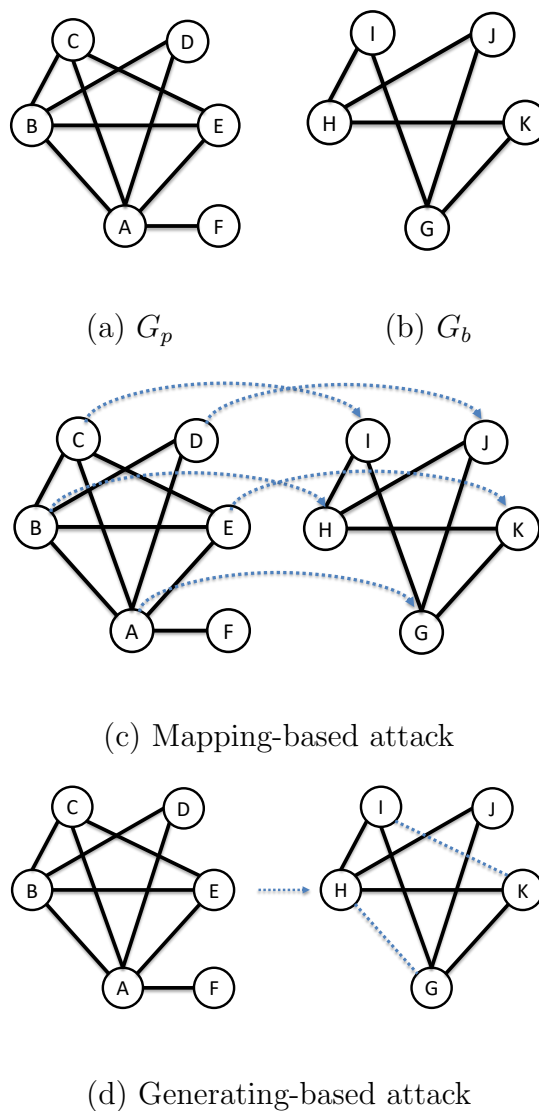 C D
B E
A F
I J
H K
G
(a) G_p
(b) G_b
C D I J
B E H K
A F G
(c) Mapping-based attack
C D I J
B E H K
A F G
(d) Generating-based attack